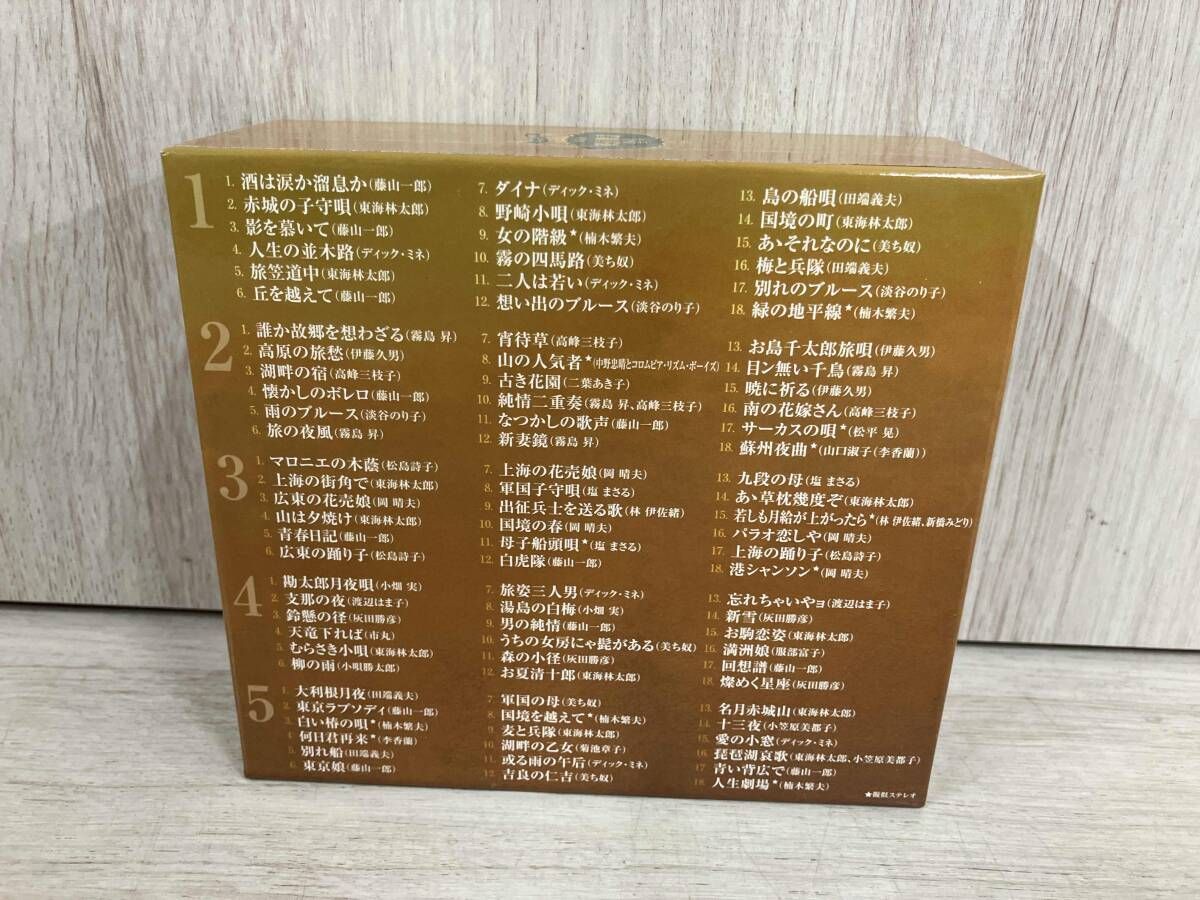 1
1. 酒は涙か溜息か(藤山一郎)
2. 赤城の子守唄(東海林太郎)
3. 影を慕いて(藤山一郎)
4. 人生の並木路(ディック・ミネ)
5. 旅笠道中(東海林太郎)
6. 丘を越えて(藤山一郎)
7. ダイナ(ディック・ミネ)
8. 野崎小唄(東海林太郎)
9. 女の階級★(楠木繁夫)
10. 霧の四馬路(美ち奴)
11. 二人は若い(ディック・ミネ)
12. 想い出のブルース(淡谷のり子)
13. 島の船唄(田端義夫)
14. 国境の町(東海林太郎)
15. あゝそれなのに(美ち奴)
16. 梅と兵隊(田端義夫)
17. 別れのブルース(淡谷のり子)
18. 緑の地平線★(楠木繁夫)
2
1. 誰か故郷を想わざる(霧島 昇)
2. 高原の旅愁(伊藤久男)
3. 湖畔の宿(高峰三枝子)
4. 懐かしのボレロ(藤山一郎)
5. 雨のブルース(淡谷のり子)
6. 旅の夜風(霧島 昇)
7. 宵待草(高峰三枝子)
8. 山の人気者★(中野忠晴とコロムビア・リズム・ボーイズ)
9. 古き花園(二葉あき子)
10. 純情二重奏(霧島 昇、高峰三枝子)
11. なつかしの歌声(藤山一郎)
12. 新妻鏡(霧島 昇)
13. お島千太郎旅唄(伊藤久男)
14. 目ン無い千鳥(霧島 昇)
15. 暁に祈る(伊藤久男)
16. 南の花嫁さん(高峰三枝子)
17. サーカスの唄★(松平 晃)
18. 蘇州夜曲★(山口淑子(李香蘭))
3
1. マロニエの木蔭(松島詩子)
2. 上海の街角で(東海林太郎)
3. 広東の花売娘(岡 晴夫)
4. 山は夕焼け(東海林太郎)
5. 青春日記(藤山一郎)
6. 広東の踊り子(松島詩子)
7. 上海の花売娘(岡 晴夫)
8. 軍国子守唄(塩 まさる)
9. 出征兵士を送る歌(林 伊佐緒)
10. 国境の春(岡 晴夫)
11. 母子船頭唄★(塩 まさる)
12. 白虎隊(藤山一郎)
13. 九段の母(塩 まさる)
14. あゝ草枕幾度ぞ(東海林太郎)
15. 若しも月給が上がったら★(林 伊佐緒、新橋みどり)
16. パラオ恋しや(岡 晴夫)
17. 上海の踊り子(松島詩子)
18. 港シャンソン★(岡 晴夫)
4
1. 勘太郎月夜唄(小畑 実)
2. 支那の夜(渡辺はま子)
3. 鈴懸の径(灰田勝彦)
4. 天竜下れば(市丸)
5. むらさき小唄(東海林太郎)
6. 柳の雨(小唄勝太郎)
7. 旅姿三人男(ディック・ミネ)
8. 湯島の白梅(小畑 実)
9. 男の純情(藤山一郎)
10. うちの女房にゃ髭がある(美ち奴)
11. 森の小径(灰田勝彦)
12. お夏清十郎(東海林太郎)
13. 忘れちゃいやョ(渡辺はま子)
14. 新雪(灰田勝彦)
15. お駒恋姿(東海林太郎)
16. 満洲娘(服部富子)
17. 回想譜(藤山一郎)
18. 燦めく星座(灰田勝彦)
5
1. 大利根月夜(田端義夫)
2. 東京ラプソディ(藤山一郎)
3. 白い椿の唄★(楠木繁夫)
4. 何日君再来★(李香蘭)
5. 別れ船(田端義夫)
6. 東京娘(藤山一郎)
7. 軍国の母(美ち奴)
8. 国境を越えて★(楠木繁夫)
9. 麦と兵隊(東海林太郎)
10. 湖畔の乙女(菊池章子)
11. 或る雨の午后(ディック・ミネ)
12. 吉良の仁吉(美ち奴)
13. 名月赤城山(東海林太郎)
14. 十三夜(小笠原美都子)
15. 愛の小窓(ディック・ミネ)
16. 琵琶湖哀歌(東海林太郎、小笠原美都子)
17. 青い背広で(藤山一郎)
18. 人生劇場★(楠木繁夫)
★擬似ステレオ